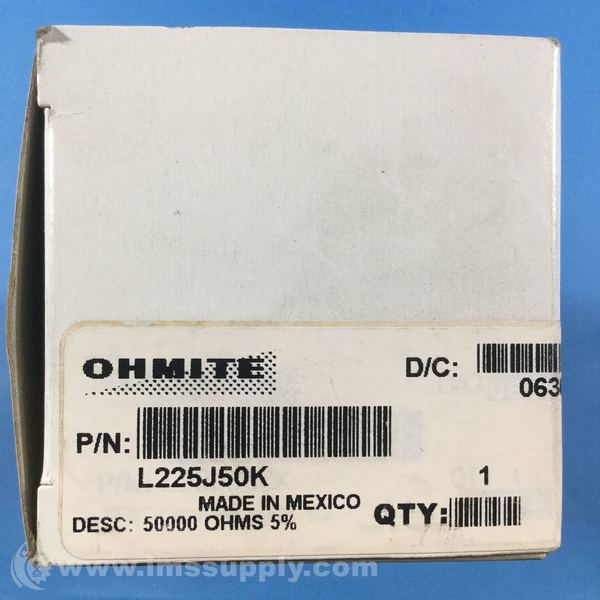 OHMITE
D/C:
063
P/N:
L225J50K
1
MADE IN MEXICO
DESC: 50000 OHMS 5%
QTY:
www.imssupply.com